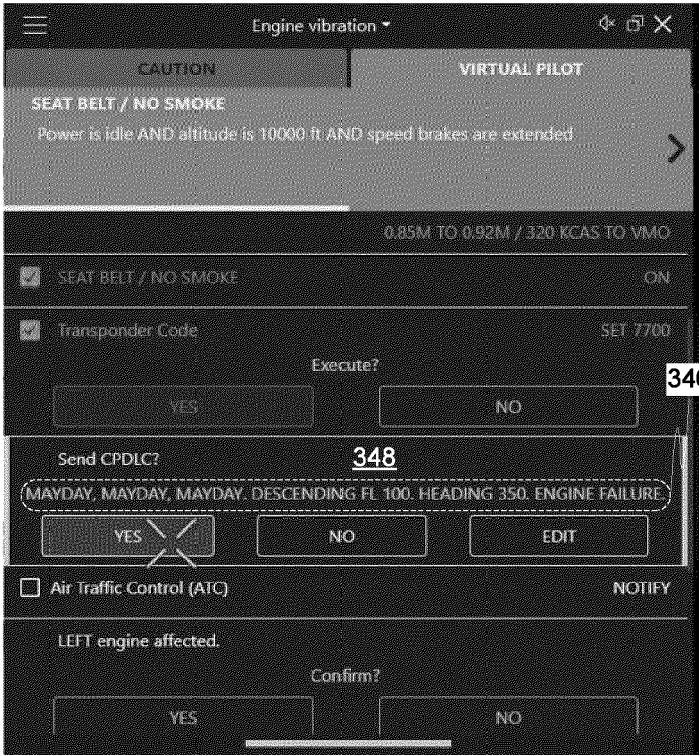 Engine vibration
CAUTION
VIRTUAL PILOT
SEAT BELT / NO SMOKE
Power is idle AND altitude is 10000 ft AND speed brakes are extended
0.85M TO 0.92M / 320 KCAS TO VMO
SEAT BELT / NO SMOKE ON
Transponder Code SET 7700
Execute?
YES NO
Send CPDLC? 348
MAYDAY, MAYDAY, MAYDAY. DESCENDING FL 100. HEADING 350. ENGINE FAILURE.
YES NO EDIT
Air Traffic Control (ATC) NOTIFY
LEFT engine affected.
Confirm?
YES NO